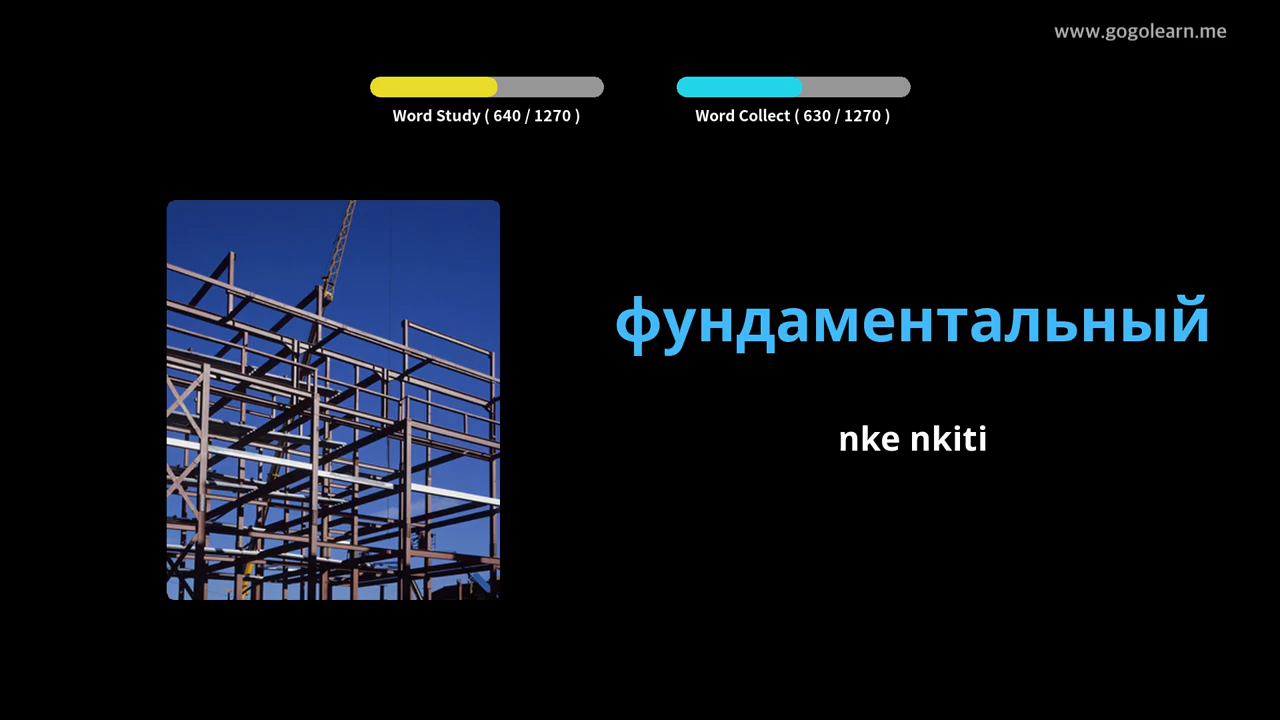 www.gogolearn.me
Word Study ( 640 / 1270 )
Word Collect ( 630 / 1270 )
фундаментальный
nke nkiti